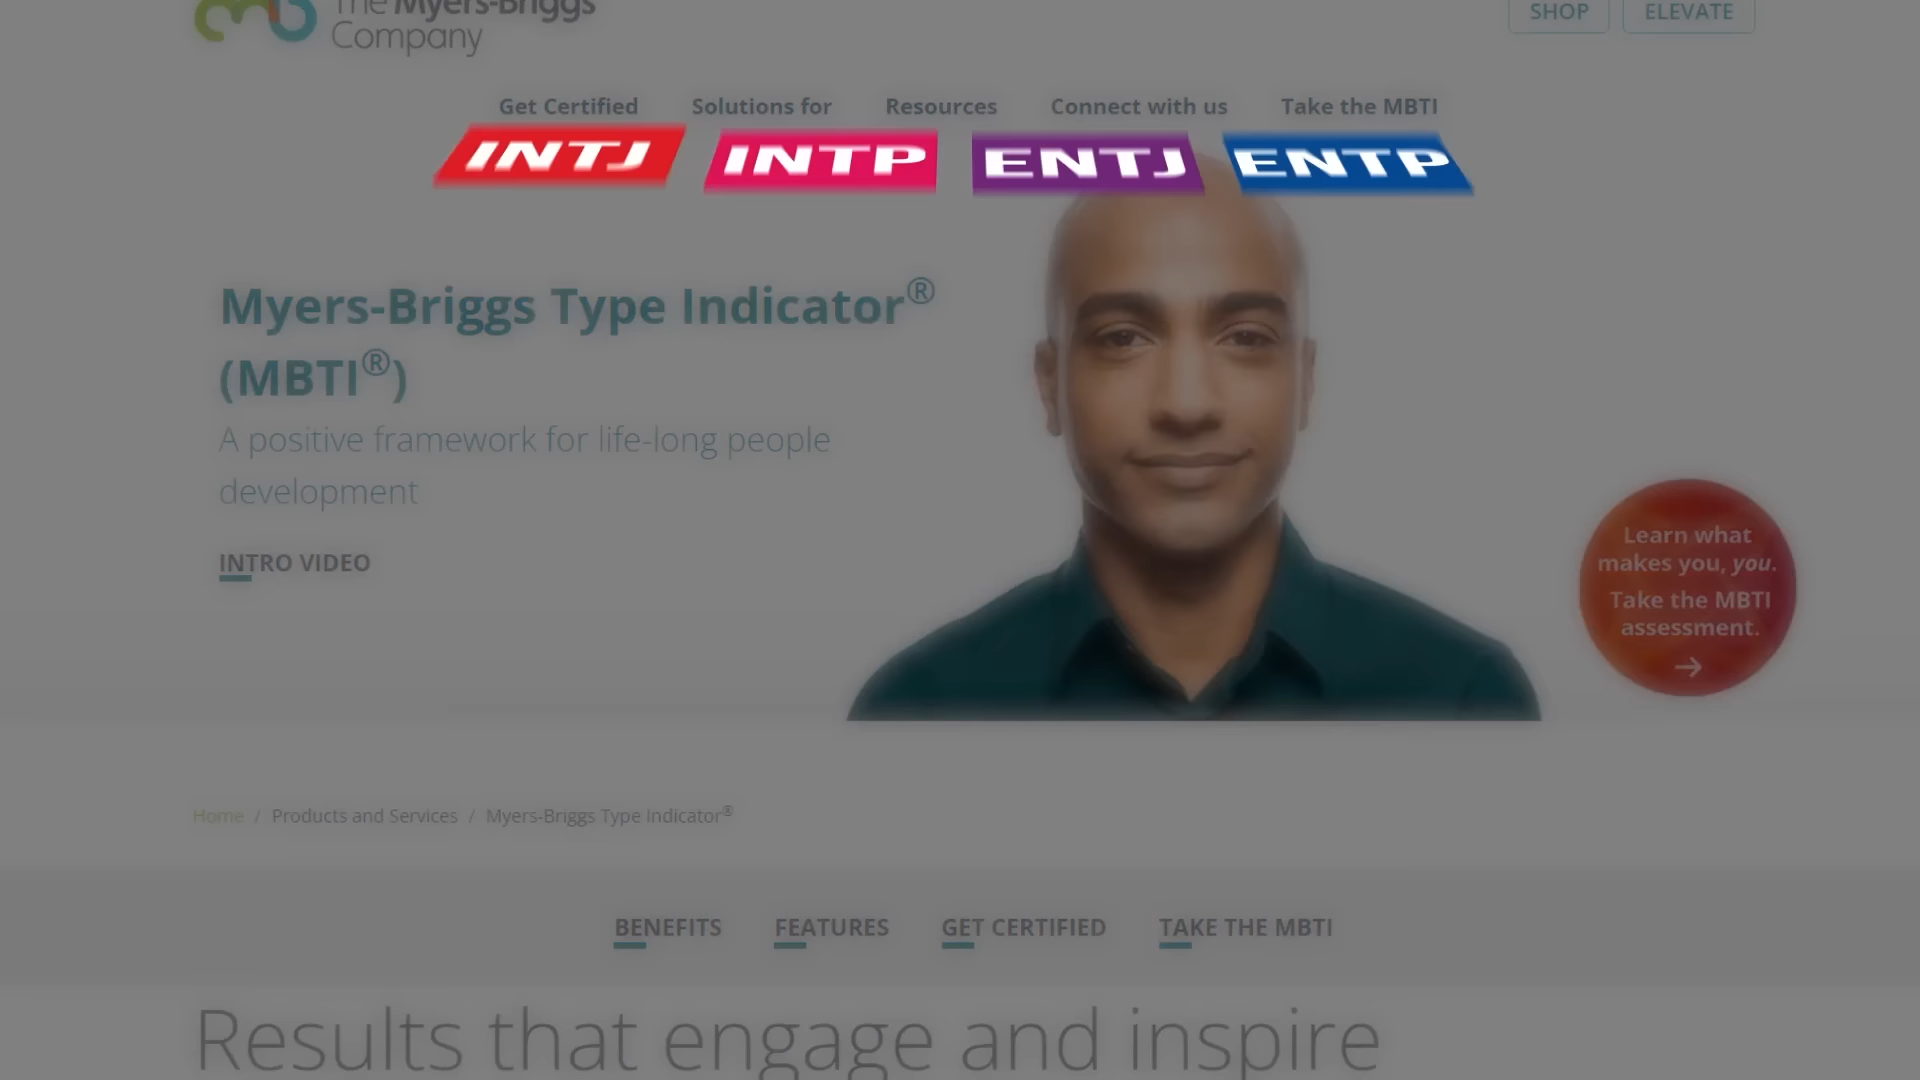 The Myers-Briggs
Company
SHOP
ELEVATE
Get Certified
Solutions for
Resources
Connect with us
Take the MBTI
INTJ
INTP
ENTJ
ENTP
Myers-Briggs Type Indicator®
(MBTI®)
A positive framework for life-long people
development
INTRO VIDEO
Learn what
makes you, you.
Take the MBTI
assessment.
Home / Products and Services / Myers-Briggs Type Indicator®
BENEFITS
FEATURES
GET CERTIFIED
TAKE THE MBTI
Results that engage and inspire